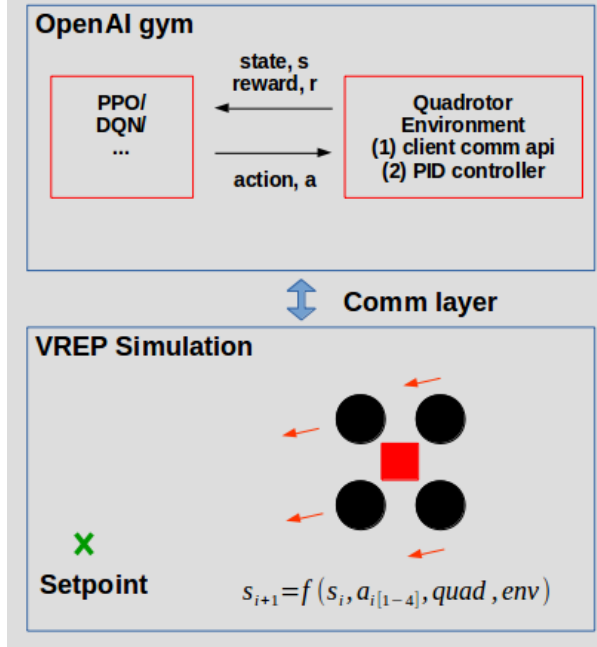 OpenAI gym
state, s
reward, r
PPO/
DQN/
...
action, a
Quadrotor
Environment
(1) client comm api
(2) PID controller
Comm layer
VREP Simulation
Setpoint
s_{i+1}=f(s_i,a_{i[1-4]},quad,env)